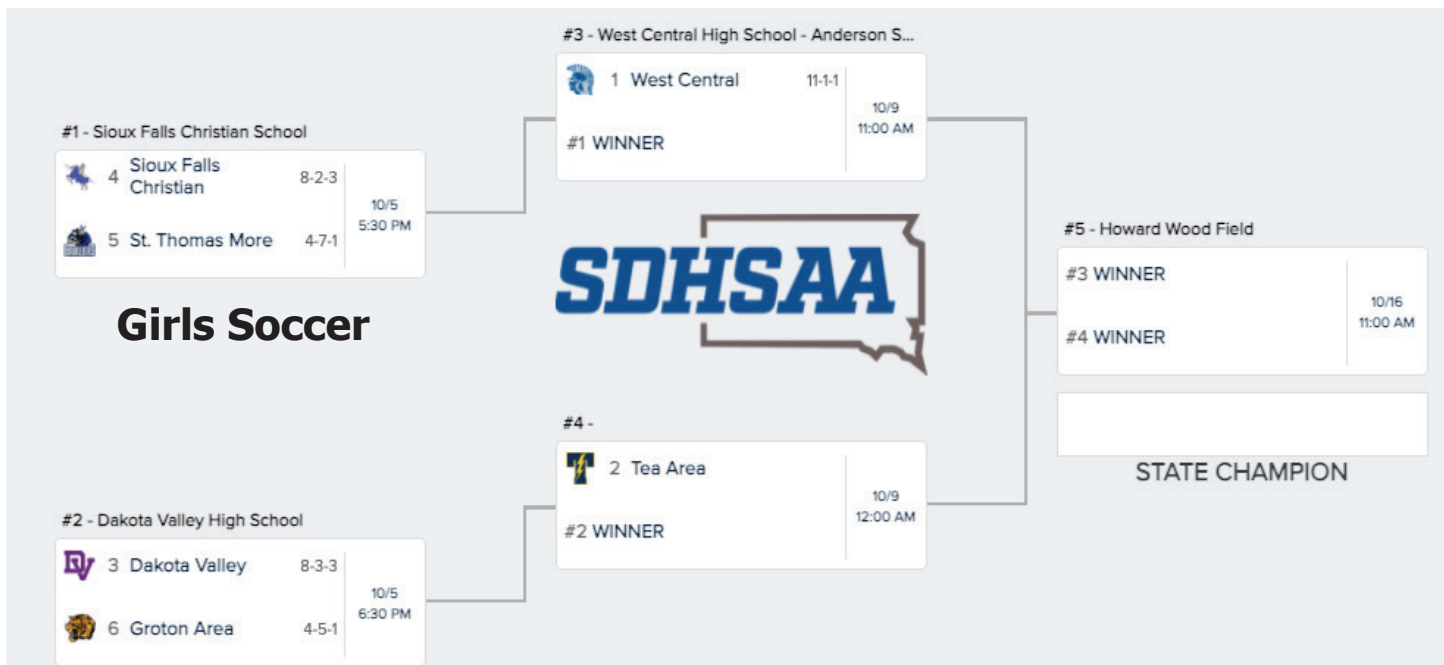 #3 - West Central High School - Anderson S...
1 West Central 11-1-1
10/9
11:00 AM
#1 WINNER
#1 - Sioux Falls Christian School
4 Sioux Falls
Christian 8-2-3
10/5
5:30 PM
5 St. Thomas More 4-7-1
Girls Soccer
SDHSAA
#5 - Howard Wood Field
#3 WINNER
10/16
11:00 AM
#4 WINNER
STATE CHAMPION
#4 -
T
2 Tea Area
10/9
12:00 AM
#2 WINNER
#2 - Dakota Valley High School
DV
3 Dakota Valley 8-3-3
10/5
6:30 PM
6 Groton Area 4-5-1